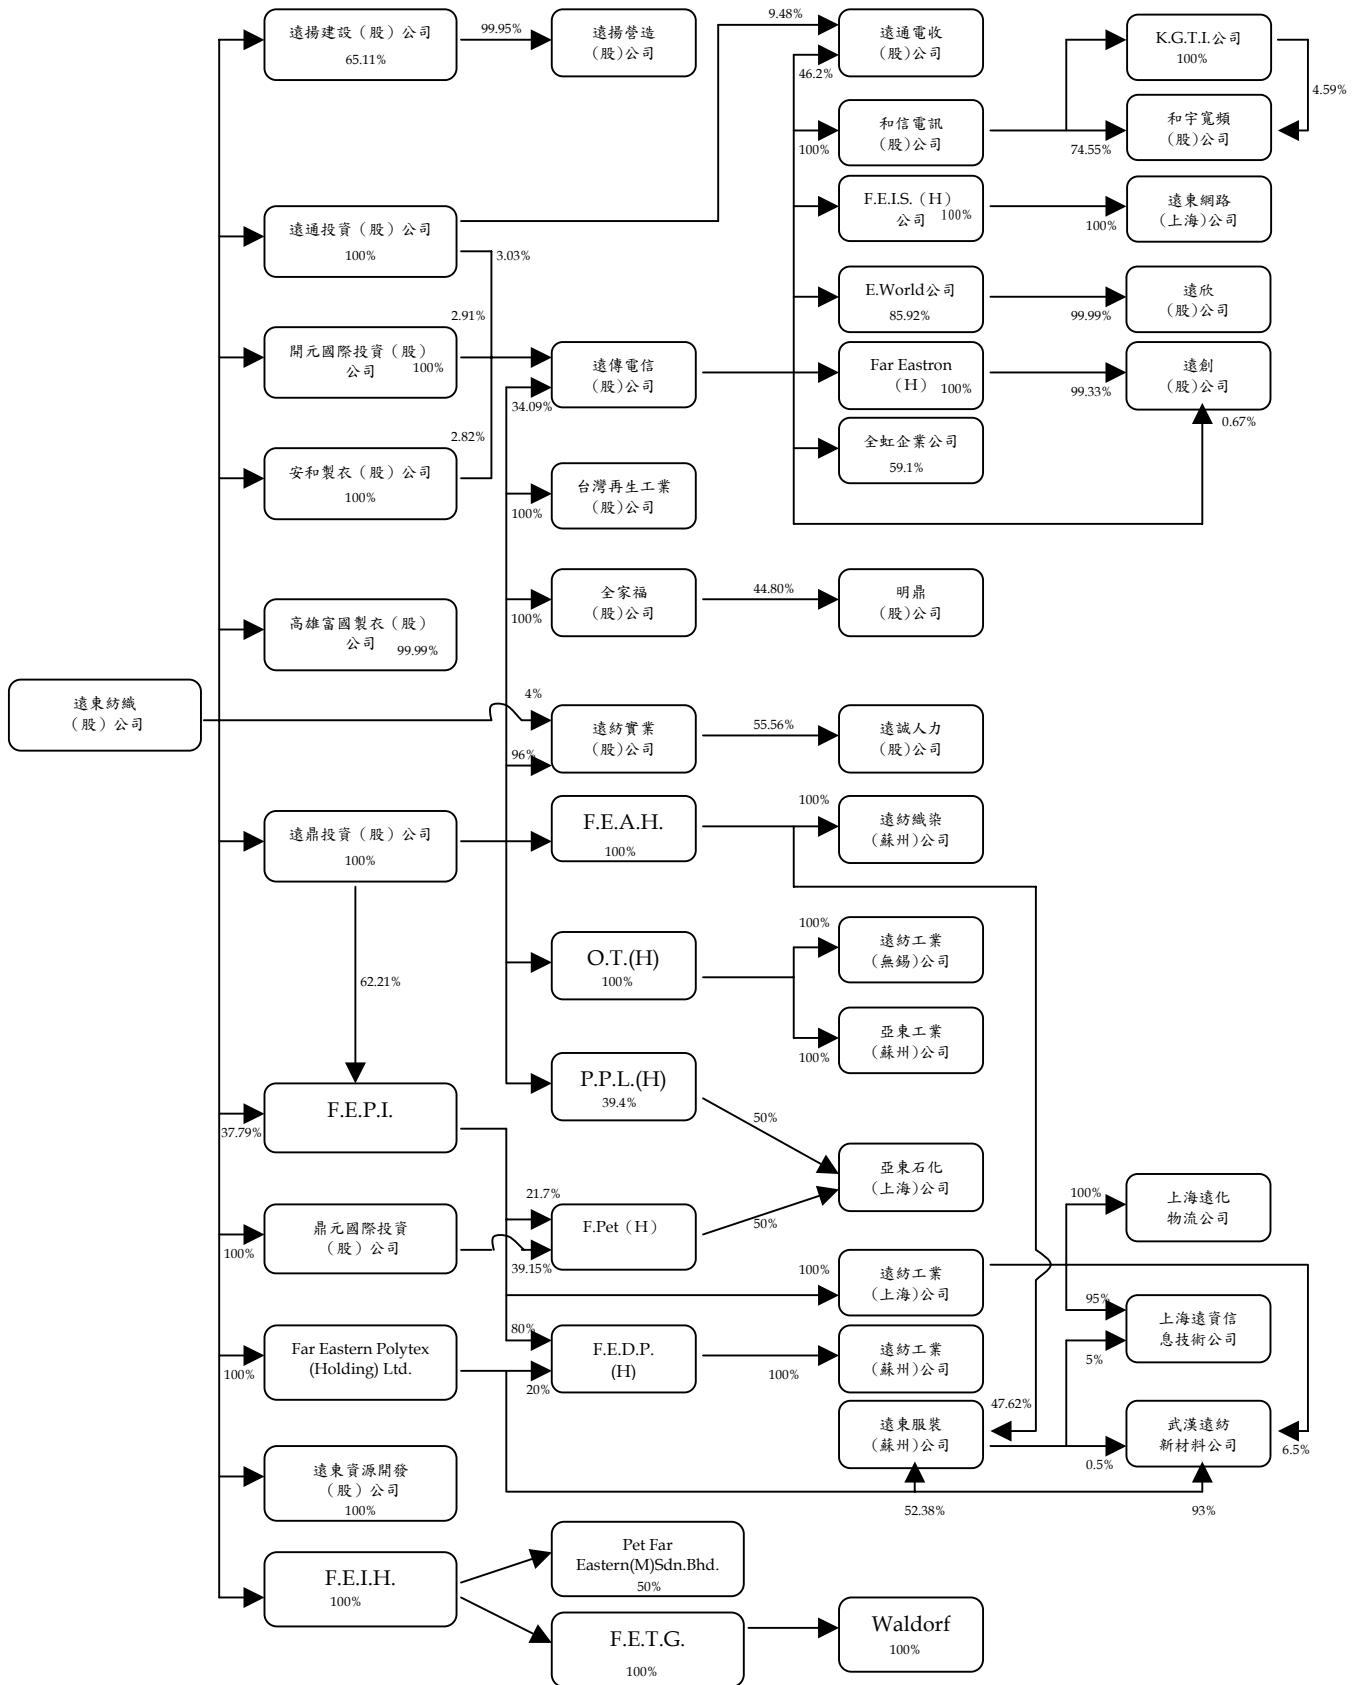 遠揚建設（股）公司
65.11%
99.95%
遠揚營造
（股）公司
9.48%
遠通電收
（股）公司
46.2%
K.G.T.I.公司
100%
4.59%
和信電訊
（股）公司
100%
74.55%
和宇寬頻
（股）公司
遠通投資（股）公司
100%
3.03%
F.E.I.S.（H）
公司 100%
100%
遠東網路
(上海)公司
E.World公司
85.92%
99.99%
遠欣
(股)公司
開元國際投資（股）
公司 100%
2.91%
遠傳電信
（股）公司
34.09%
Far Eastron
（H） 100%
99.33%
遠創
(股)公司
0.67%
全虹企業公司
59.1%
安和製衣（股）公司
100%
2.82%
台灣再生工業
（股)公司
100%
高雄富國製衣（股）
公司 99.99%
全家福
（股）公司
100%
44.80%
明鼎
（股)公司
遠東紡織
（股）公司
4%
遠紡實業
(股)公司
96%
55.56%
遠誠人力
(股)公司
遠鼎投資（股）公司
100%
F.E.A.H.
100%
100%
遠紡織染
(蘇州)公司
62.21%
O.T.(H)
100%
100%
遠紡工業
(無錫)公司
100%
亞東工業
(蘇州)公司
F.E.P.I.
37.79%
P.P.L.(H)
39.4%
50%
亞東石化
(上海)公司
鼎元國際投資
（股）公司
100%
21.7%
F.Pet（H）
39.15%
50%
100%
上海遠化
物流公司
100%
遠紡工業
(上海)公司
95%
上海遠資信
息技術公司
5%
Far Eastern Polytex
(Holding) Ltd.
100%
80%
F.E.D.P.
(H)
20%
100%
遠紡工業
(蘇州)公司
47.62%
遠東服裝
(蘇州)公司
52.38%
0.5%
武漢遠紡
新材料公司
6.5%
93%
遠東資源開發
（股）公司
100%
F.E.I.H.
100%
Pet Far
Eastern(M)Sdn.Bhd.
50%
F.E.T.G.
100%
Waldorf
100%